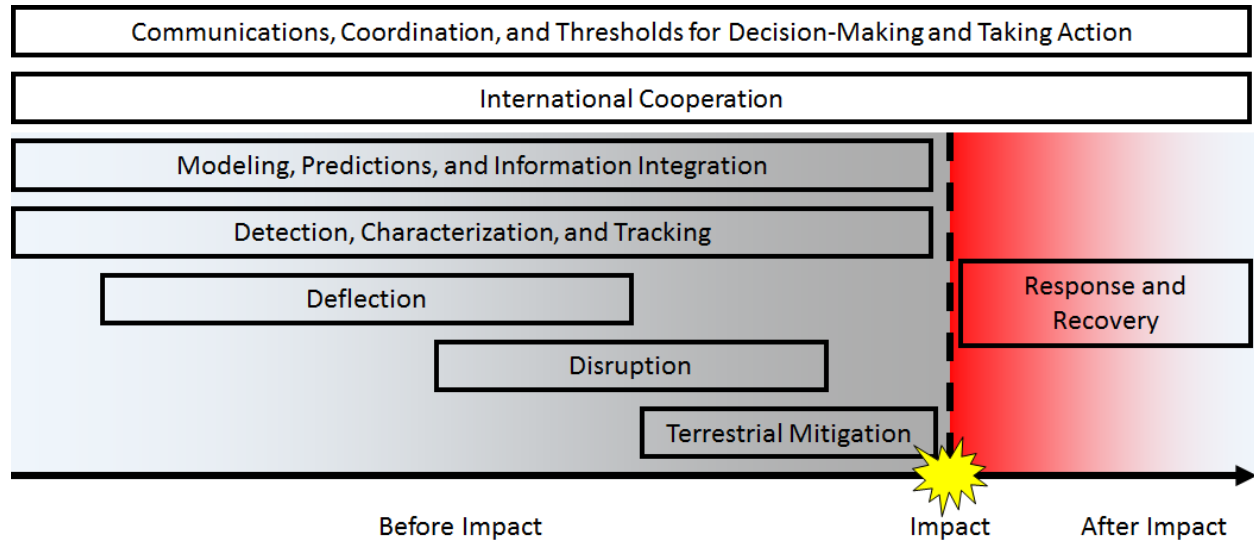 Communications, Coordination, and Thresholds for Decision-Making and Taking Action
International Cooperation
Modeling, Predictions, and Information Integration
Detection, Characterization, and Tracking
Deflection
Response and
Recovery
Disruption
Terrestrial Mitigation
Before Impact
Impact
After Impact